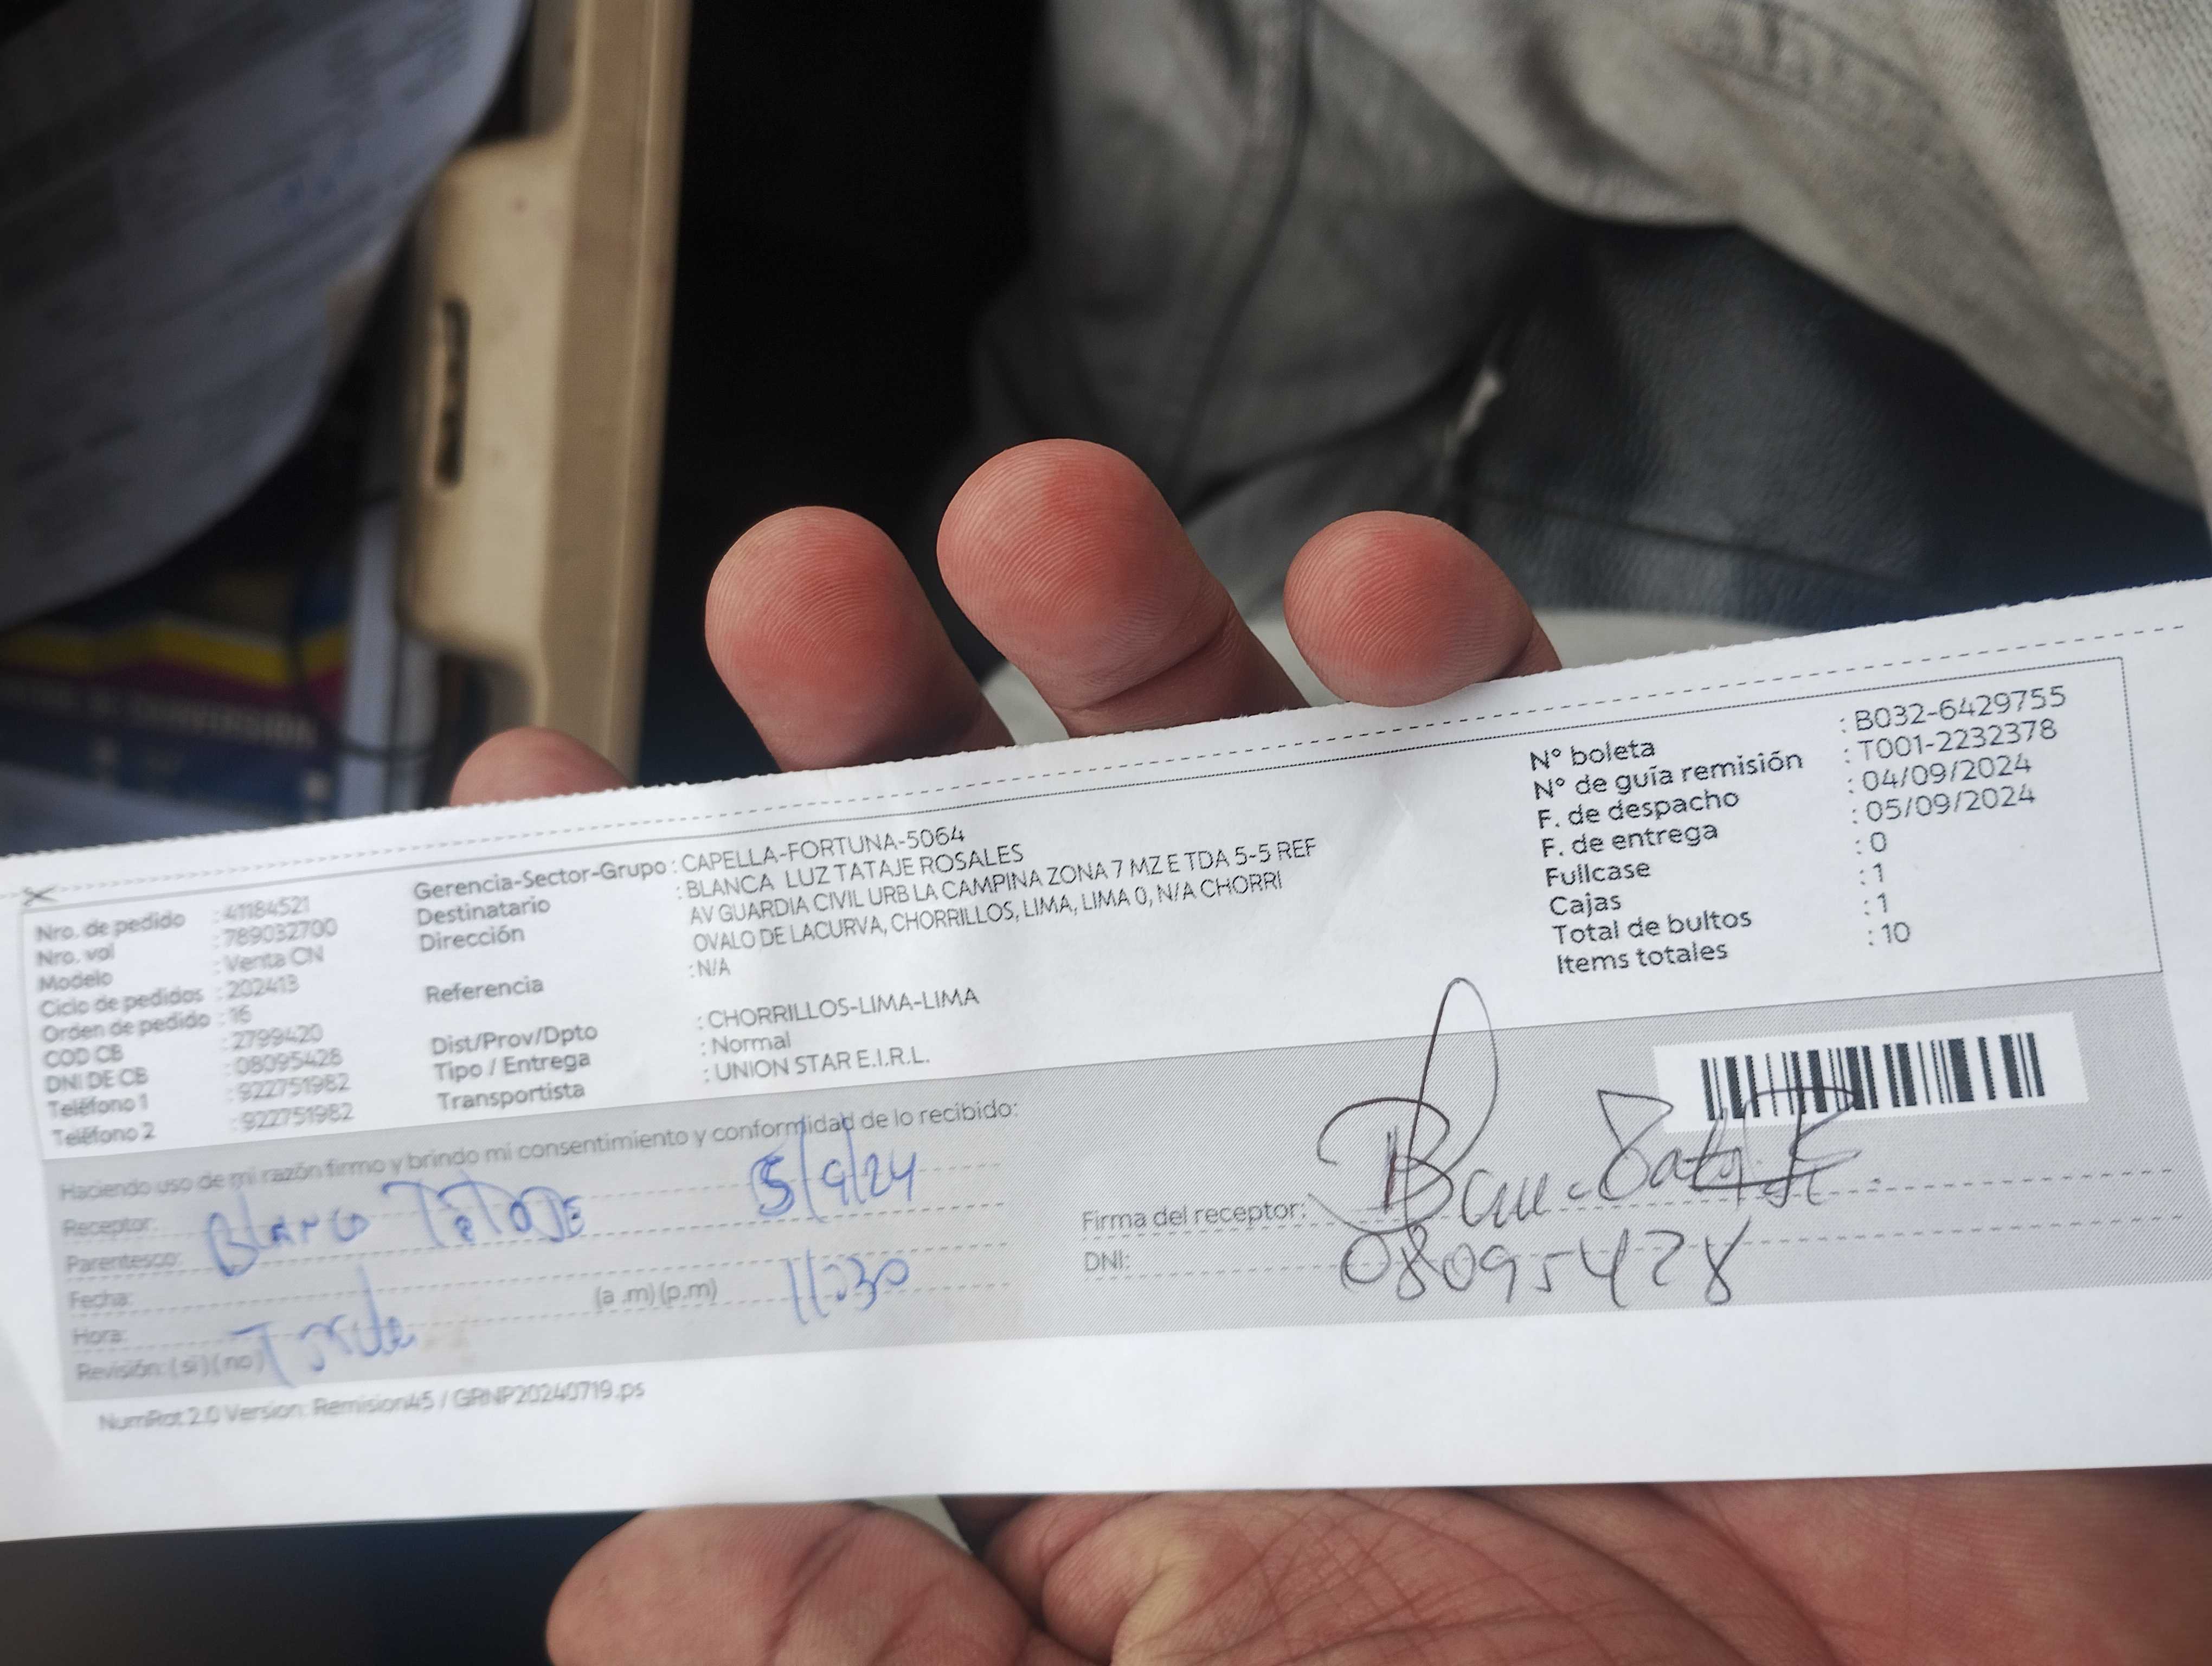 Nro. de pedido : 41184521
Nro. vol : 789032700
Modelo : Venta CN
Ciclo de pedidos : 202413
Orden de pedido : 16
COD CB : 2799420
DNI DE CB : 08095428
Teléfono 1 : 922751982
Teléfono 2 : 922751982
Gerencia-Sector-Grupo : CAPELLA-FORTUNA-5064
Destinatario : BLANCA LUZ TATAJE ROSALES
Dirección AV GUARDIA CIVIL URB LA CAMPINA ZONA 7 MZ E TDA 5-5 REF
OVALO DE LACURVA, CHORRILLOS, LIMA, LIMA 0, N/A CHORRI
Referencia : N/A
Dist/Prov/Dpto : CHORRILLOS-LIMA-LIMA
Tipo / Entrega : Normal
Transportista : UNION STAR E.I.R.L.
N° boleta : B032-6429755
N° de guía remisión : T001-2232378
F. de despacho : 04/09/2024
F. de entrega : 05/09/2024
Fullcase : 0
Cajas : 1
Total de bultos : 1
Items totales : 10
Haciendo uso de mi razón firmo y brindo mi consentimiento y conformidad de lo recibido:
Receptor: Blanca 5/9/24
Parentesco:
Fecha:
Hora: (a .m) (p.m)
Revisión: ( si ) ( no )
Firma del receptor:
DNI: 08095428
NumRot 2.0 Version: Remision45 / GRNP20240719.ps